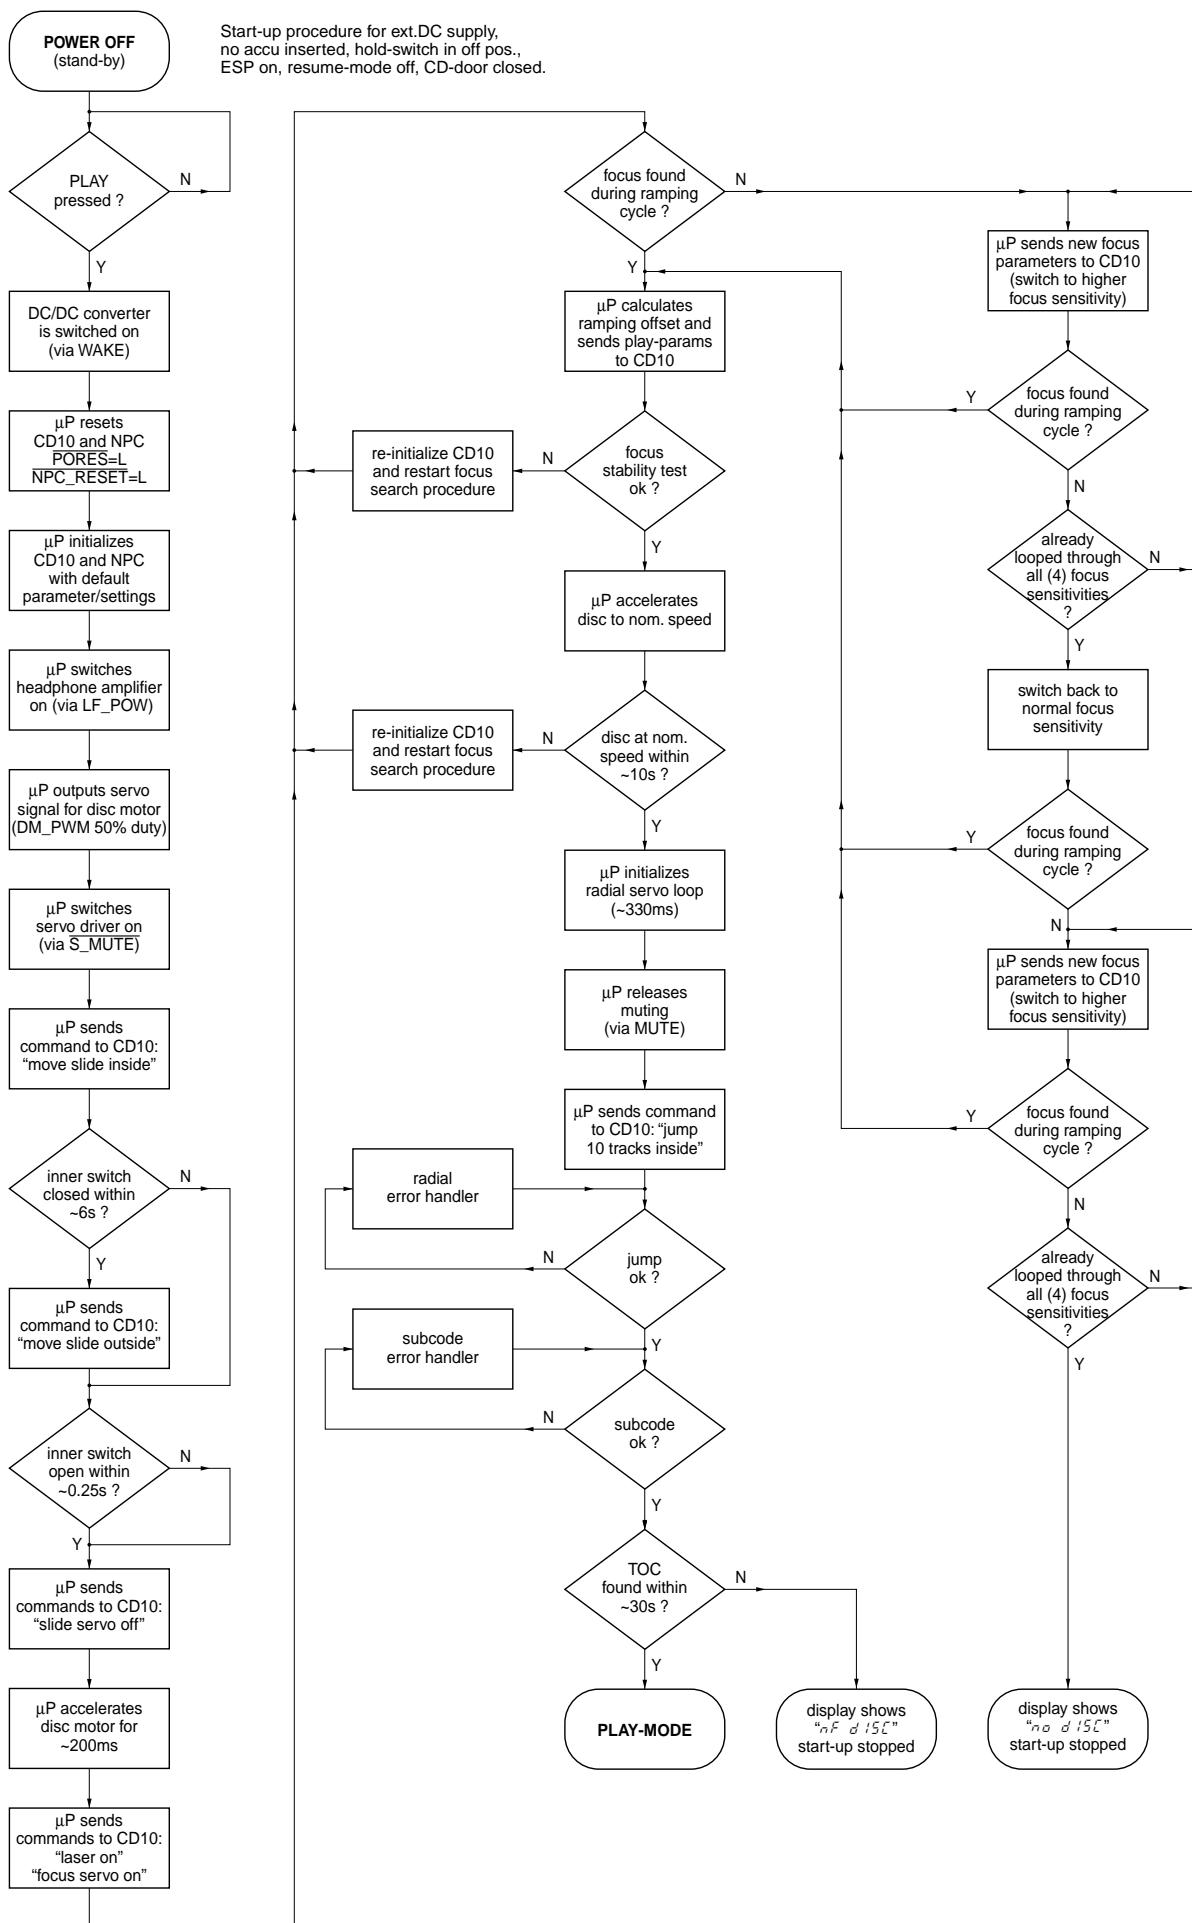 POWER OFF
(stand-by)
Start-up procedure for ext.DC supply,
no accu inserted, hold-switch in off pos.,
ESP on, resume-mode off, CD-door closed.
PLAY
pressed ?
N
Y
DC/DC converter
is switched on
(via WAKE)
µP resets
CD10 and NPC
PORES=L
NPC_RESET=L
µP initializes
CD10 and NPC
with default
parameter/settings
µP switches
headphone amplifier
on (via LF_POW)
µP outputs servo
signal for disc motor
(DM_PWM 50% duty)
µP switches
servo driver on
(via S_MUTE)
µP sends
command to CD10:
“move slide inside”
inner switch
closed within
~6s ?
N
Y
µP sends
command to CD10:
“move slide outside”
inner switch
open within
~0.25s ?
N
Y
µP sends
commands to CD10:
“slide servo off”
µP accelerates
disc motor for
~200ms
µP sends
commands to CD10:
“laser on”
“focus servo on”
focus found
during ramping
cycle ?
N
Y
µP calculates
ramping offset and
sends play-params
to CD10
focus
stability test
ok ?
N
re-initialize CD10
and restart focus
search procedure
Y
µP accelerates
disc to nom. speed
disc at nom.
speed within
~10s ?
N
re-initialize CD10
and restart focus
search procedure
Y
µP initializes
radial servo loop
(~330ms)
µP releases
muting
(via MUTE)
µP sends command
to CD10: “jump
10 tracks inside”
radial
error handler
jump
ok ?
N
Y
subcode
error handler
subcode
ok ?
N
Y
TOC
found within
~30s ?
N
Y
PLAY-MODE
display shows
“nF dISC”
start-up stopped
µP sends new focus
parameters to CD10
(switch to higher
focus sensitivity)
focus found
during ramping
cycle ?
Y
N
already
looped through
all (4) focus
sensitivities
?
N
Y
switch back to
normal focus
sensitivity
focus found
during ramping
cycle ?
Y
N
µP sends new focus
parameters to CD10
(switch to higher
focus sensitivity)
focus found
during ramping
cycle ?
Y
N
already
looped through
all (4) focus
sensitivities
?
N
Y
display shows
“no dISC”
start-up stopped